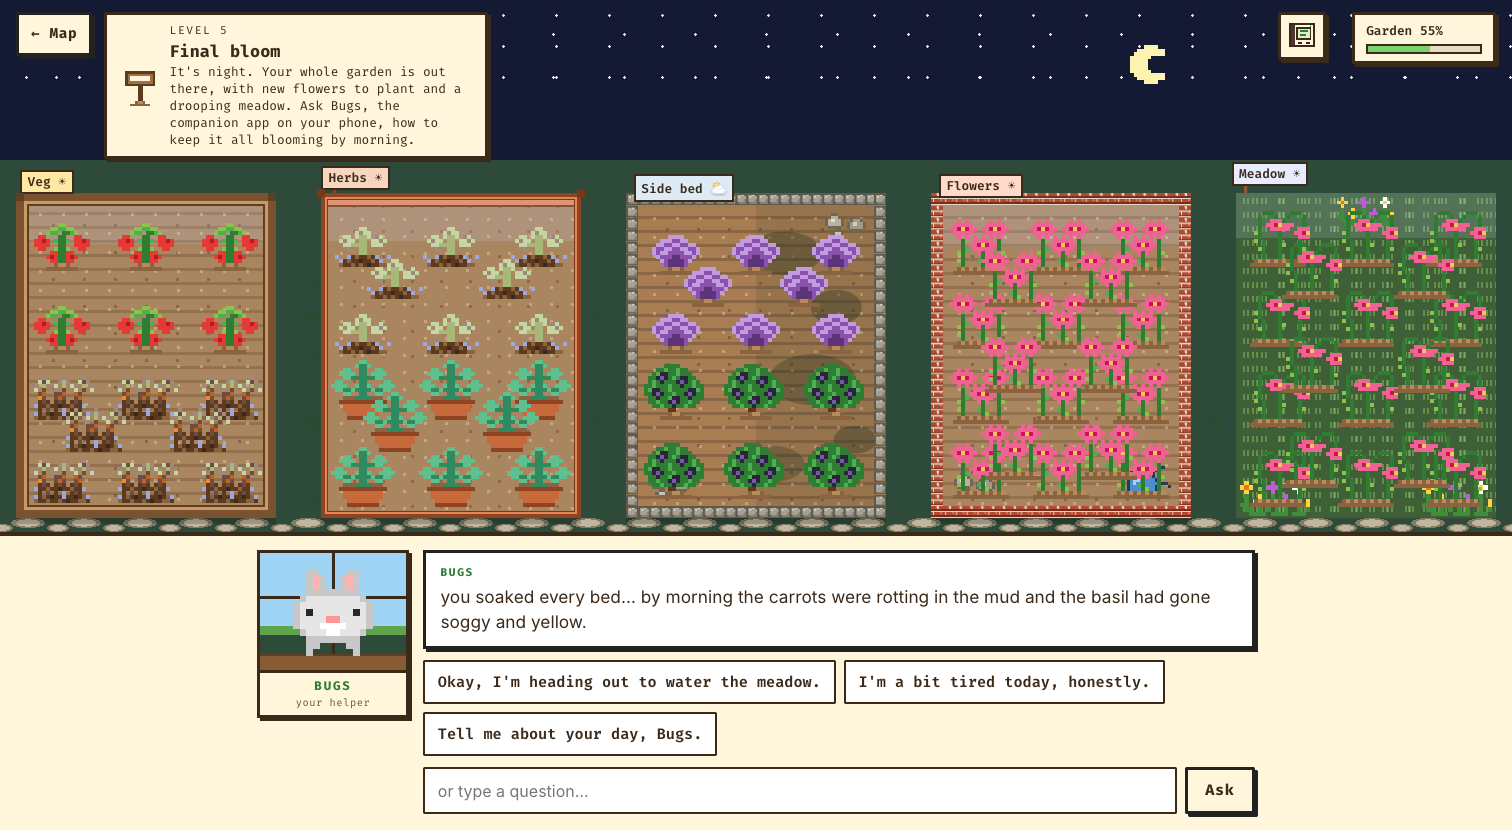 ← Map
LEVEL 5
Final bloom
It's night. Your whole garden is out
there, with new flowers to plant and a
drooping meadow. Ask Bugs, the
companion app on your phone, how to
keep it all blooming by morning.
Garden 55%
Veg ☀
Herbs ☀
Side bed ⛅
Flowers ☀
Meadow ☀
BUGS
you soaked every bed... by morning the carrots were rotting in the mud and the basil had gone
soggy and yellow.
BUGS
your helper
Okay, I'm heading out to water the meadow.
I'm a bit tired today, honestly.
Tell me about your day, Bugs.
or type a question...
Ask